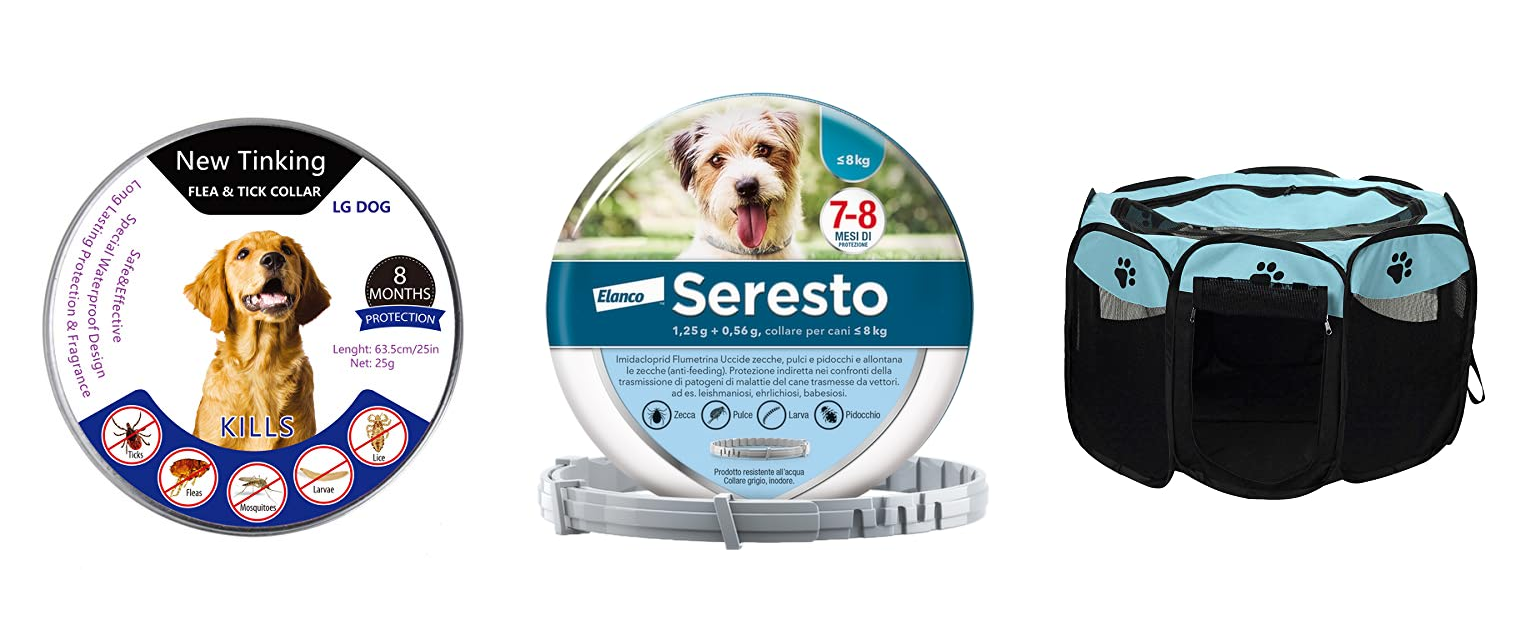 New Tinking
FLEA & TICK COLLAR
LG DOG
Long Lasting Protection & Fragrance
Special Waterproof Design
Safe&Effective
8
MONTHS
PROTECTION
Lenght: 63.5cm/25in
Net: 25g
KILLS
Ticks
Fleas
Mosquitoes
Larvae
Lice
≤8kg
7-8
MESI DI
PROTEZIONE
Elanco Seresto
1,25 g + 0,56 g, collare per cani ≤ 8 kg
Imidacloprid Flumetrina Uccide zecche, pulci e pidocchi e allontana
le zecche (anti-feeding). Protezione indiretta nei confronti della
trasmissione di patogeni di malattie del cane trasmesse da vettori.
ad es. leishmaniosi, ehrlichiosi, babesiosi.
Zecca Pulce Larva Pidocchio
Prodotto resistente all'acqua
Collare grigio, inodore.